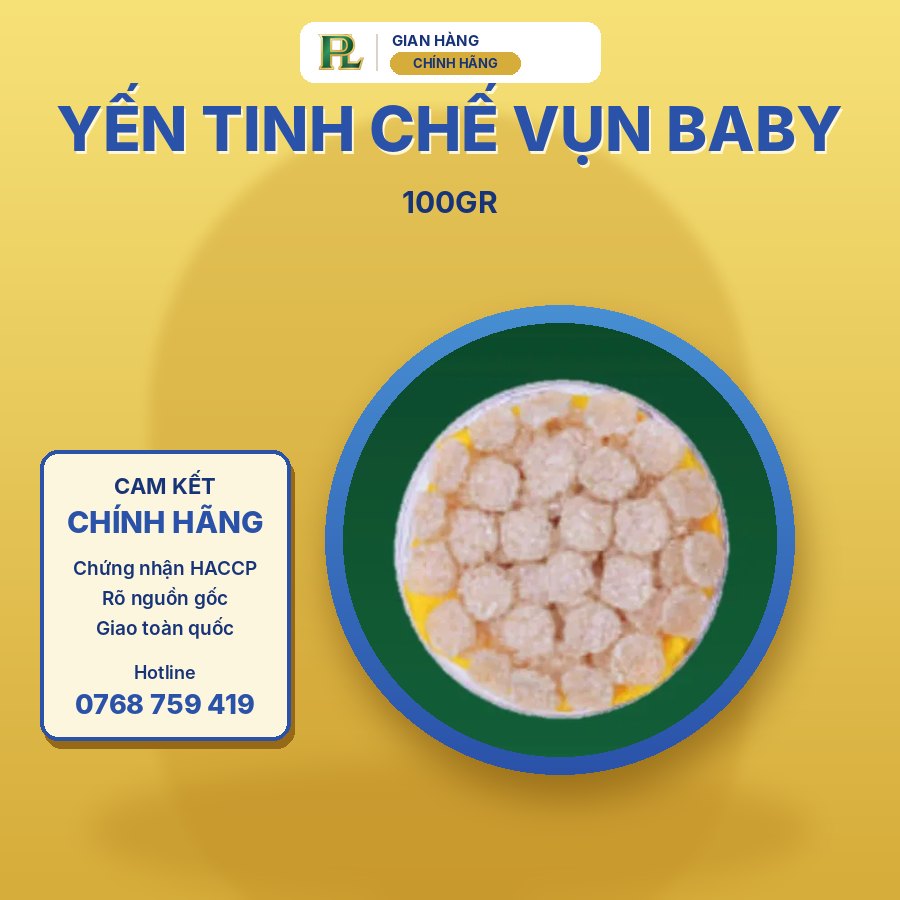 PL
GIAN HÀNG
CHÍNH HÃNG
YẾN TINH CHẾ VỤN BABY
100GR
CAM KẾT
CHÍNH HÃNG
Chứng nhận HACCP
Rõ nguồn gốc
Giao toàn quốc
Hotline
0768 759 419